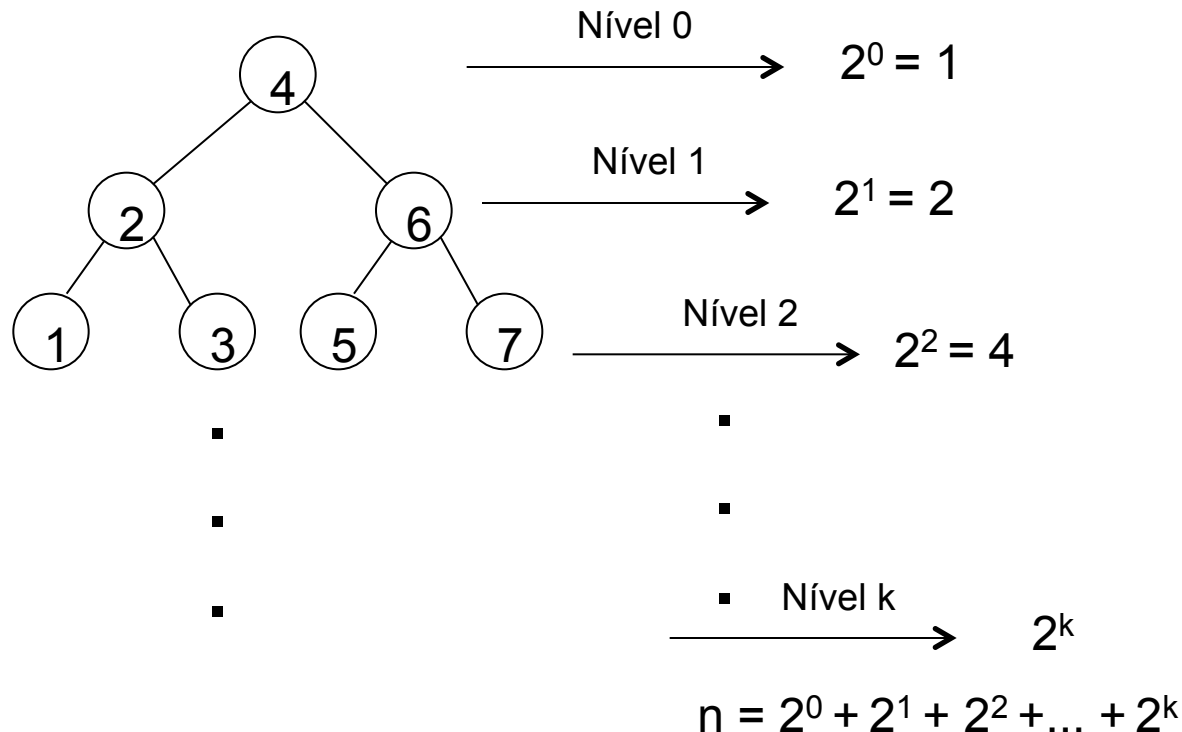 Nível 0
4
2⁰ = 1
Nível 1
2 6
2¹ = 2
Nível 2
1 3 5 7
2² = 4
Nível k
2ᵏ
n = 2⁰ + 2¹ + 2² +... + 2ᵏ